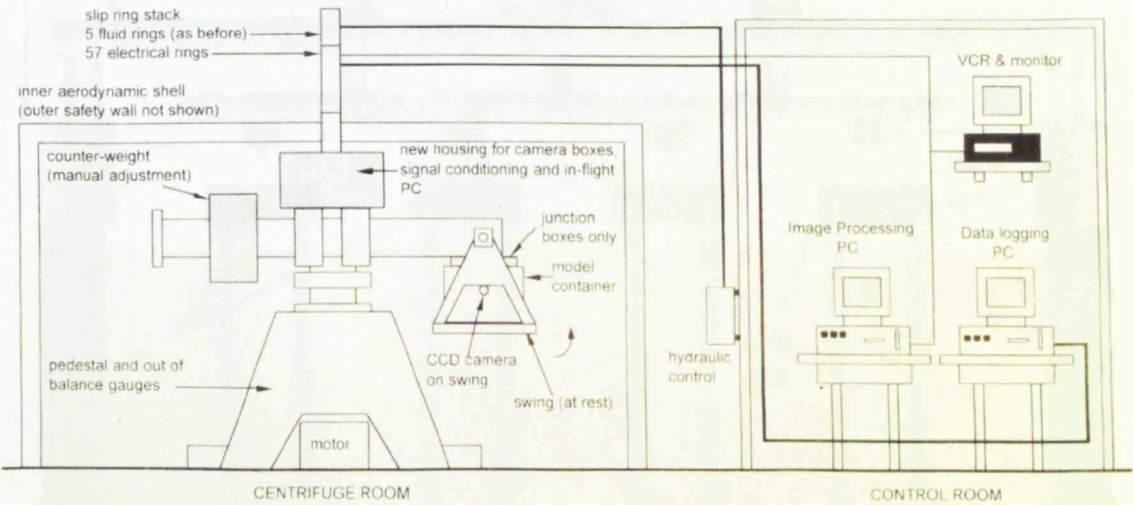 slip ring stack
5 fluid rings (as before)
57 electrical rings
VCR & monitor
inner aerodynamic shell
(outer safety wall not shown)
counter-weight
(manual adjustment)
new housing for camera boxes,
signal conditioning and in-flight
PC
junction
boxes only
Image Processing
PC
Data logging
PC
model
container
hydraulic
control
pedestal and out of
balance gauges
CCD camera
on swing
swing (at rest)
motor
CENTRIFUGE ROOM
CONTROL ROOM